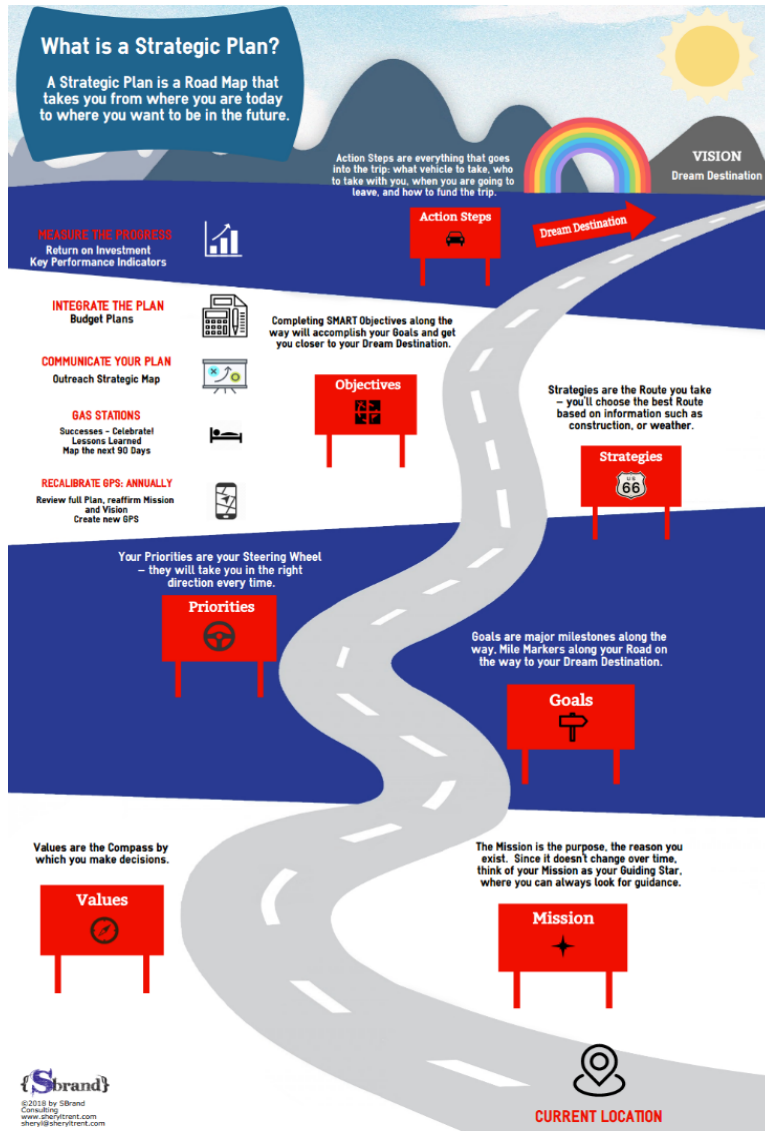 What is a Strategic Plan?
A Strategic Plan is a Road Map that
takes you from where you are today
to where you want to be in the future.
VISION
Dream Destination
Action Steps are everything that goes
into the trip: what vehicle to take, who
to take with you, when you are going to
leave, and how to fund the trip.
Action Steps
Dream Destination
MEASURE THE PROGRESS
Return on Investment
Key Performance Indicators
INTEGRATE THE PLAN
Budget Plans
COMMUNICATE YOUR PLAN
Outreach Strategic Map
GAS STATIONS
Successes - Celebrate!
Lessons Learned
Map the next 90 Days
RECALIBRATE GPS: ANNUALLY
Review full Plan, reaffirm Mission
and Vision
Create new GPS
Completing SMART Objectives along the
way will accomplish your Goals and get
you closer to your Dream Destination.
Objectives
Strategies are the Route you take
– you'll choose the best Route
based on information such as
construction, or weather.
Strategies
U S
66
Your Priorities are your Steering Wheel
– they will take you in the right
direction every time.
Priorities
Goals are major milestones along the
way, Mile Markers along your Road on
the way to your Dream Destination.
Goals
Values are the Compass by
which you make decisions.
Values
The Mission is the purpose, the reason you
exist. Since it doesn't change over time,
think of your Mission as your Guiding Star,
where you can always look for guidance.
Mission
CURRENT LOCATION
{Sbrand}
©2018 by SBrand
Consulting
www.sheryltrent.com
sheryl@sheryltrent.com